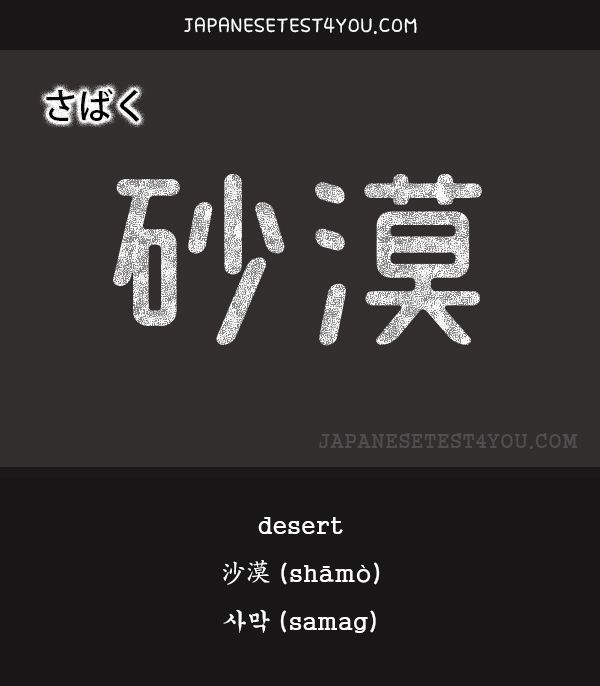 JAPANESETEST4YOU.COM
さばく
砂漠
JAPANESETEST4YOU.COM
desert
沙漠 (shāmò)
사막 (samag)